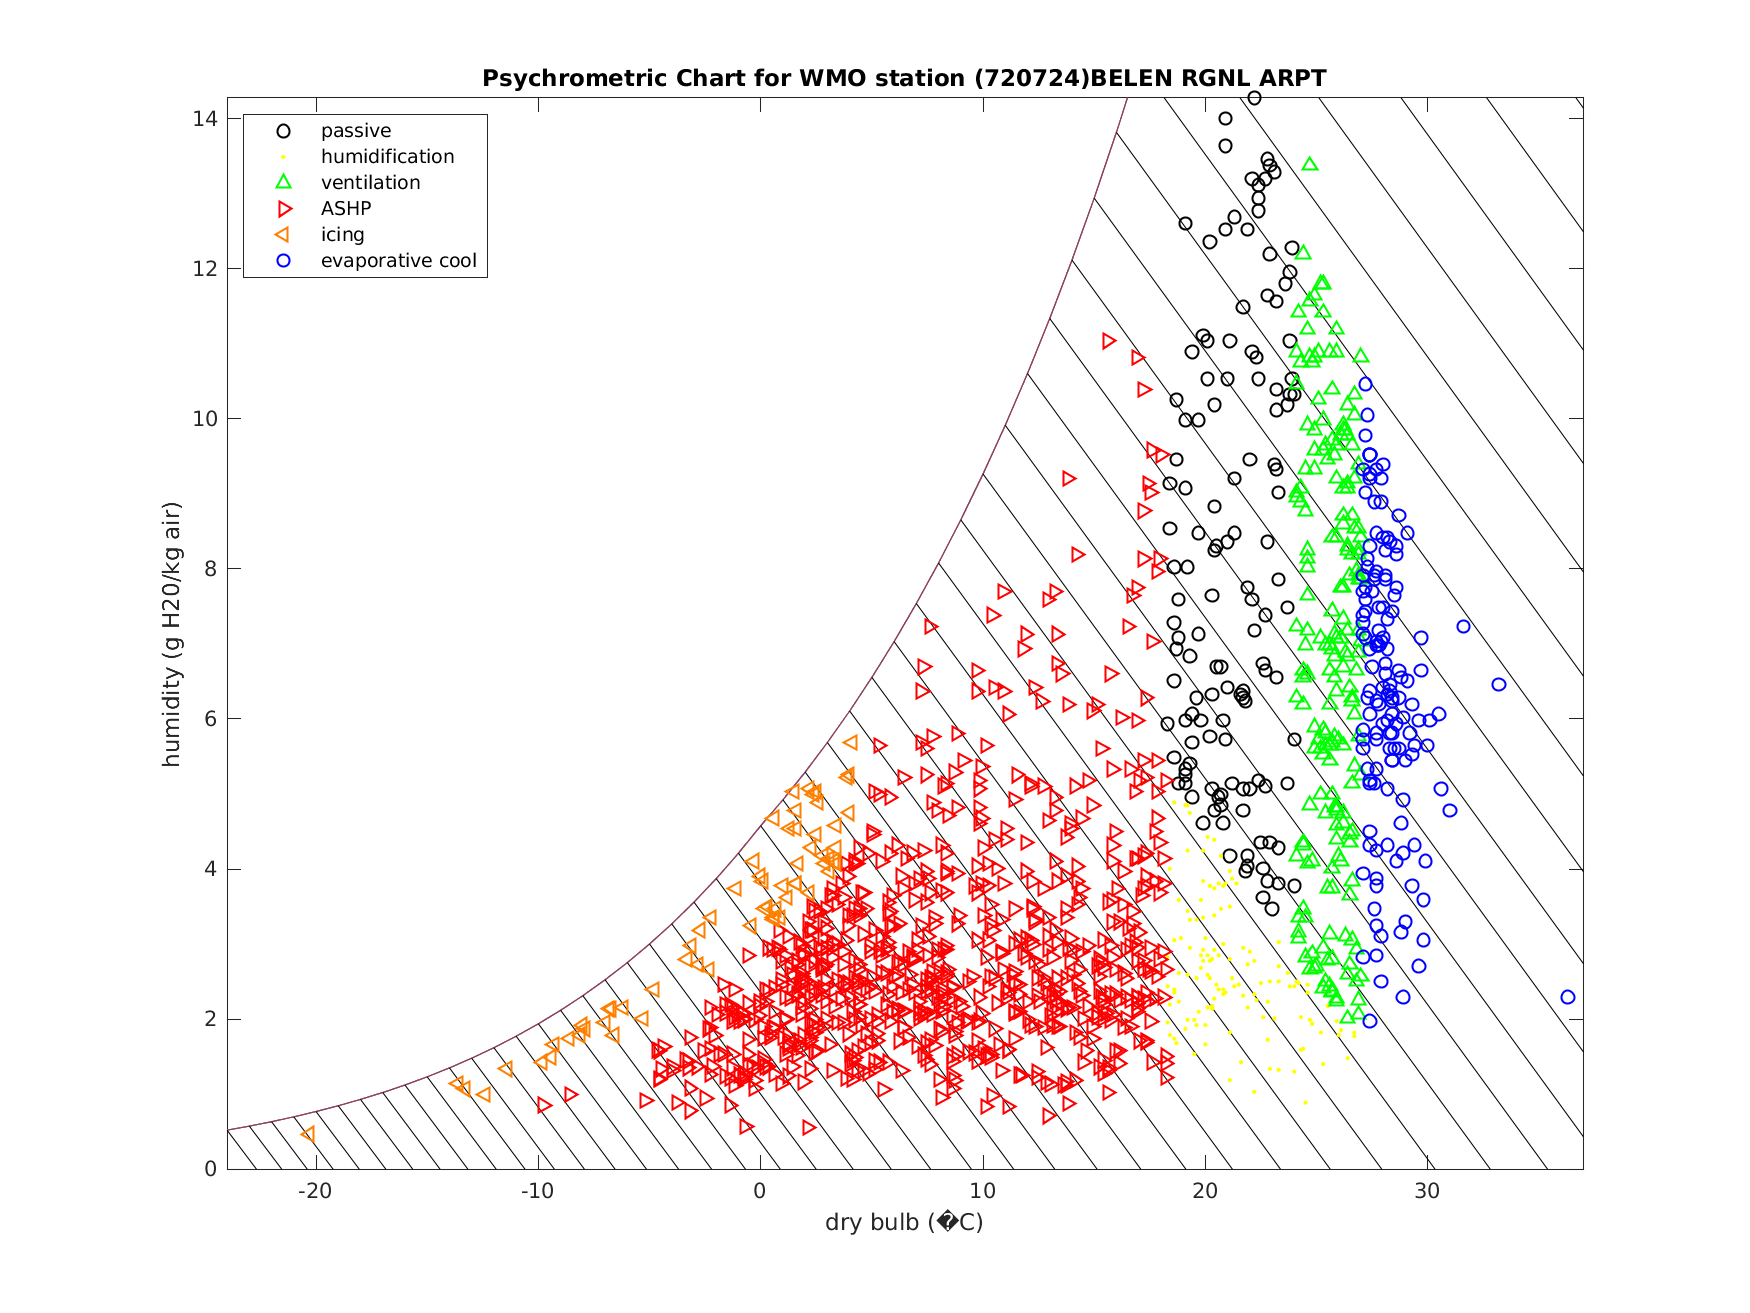 Psychrometric Chart for WMO station (720724)BELEN RGNL ARPT
passive
humidification
ventilation
ASHP
icing
evaporative cool
humidity (g H20/kg air)
14
12
10
8
6
4
2
0
-20 -10 0 10 20 30
dry bulb (�C)